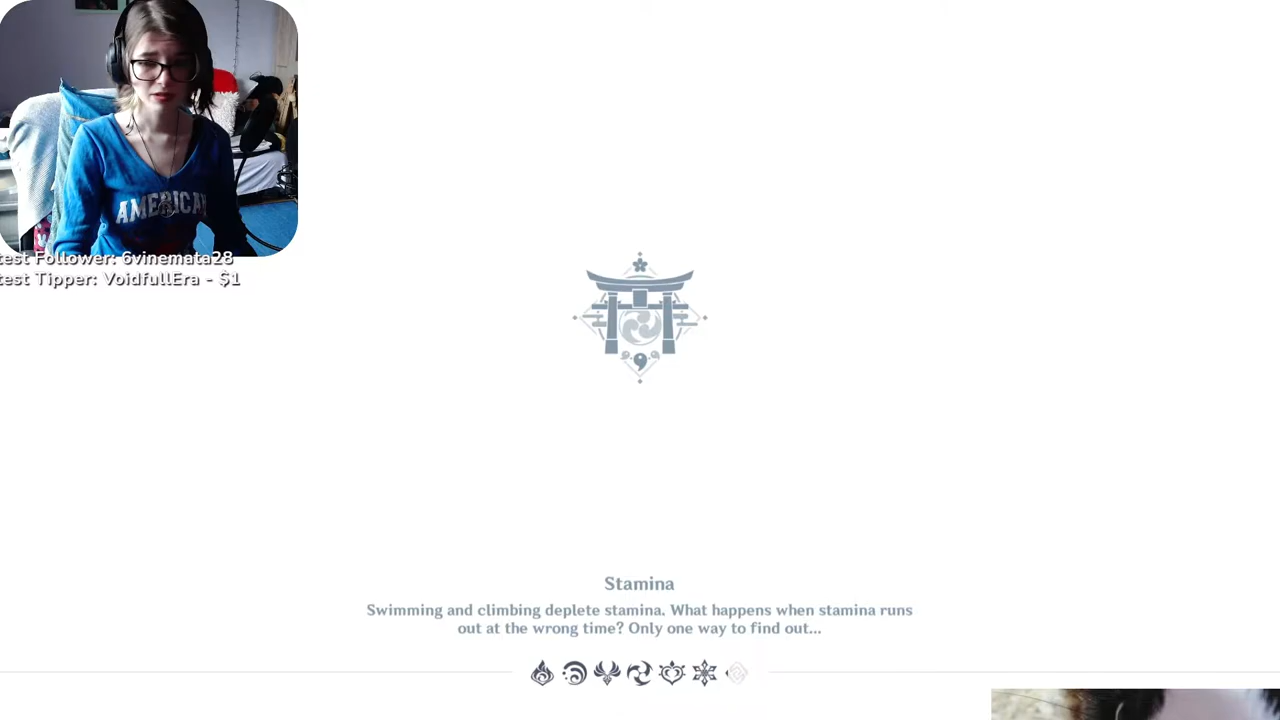 AMERICAN
test Follower: 6vinemata28
test Tipper: VoidfullEra - $1
Stamina
Swimming and climbing deplete stamina. What happens when stamina runs
out at the wrong time? Only one way to find out...